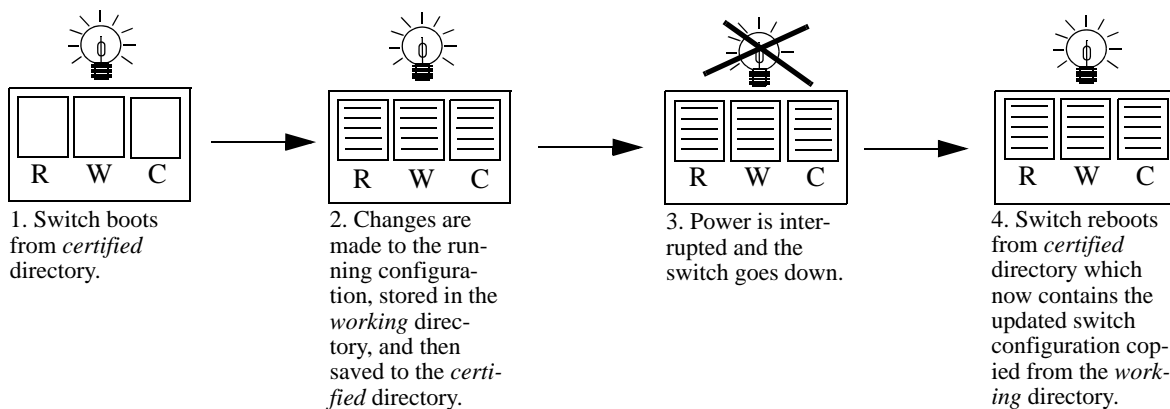 R W C
R W C
R W C
R W C
1. Switch boots
from certified
directory.
2. Changes are
made to the run-
ning configura-
tion, stored in the
working direc-
tory, and then
saved to the certi-
fied directory.
3. Power is inter-
rupted and the
switch goes down.
4. Switch reboots
from certified
directory which
now contains the
updated switch
configuration cop-
ied from the work-
ing directory.